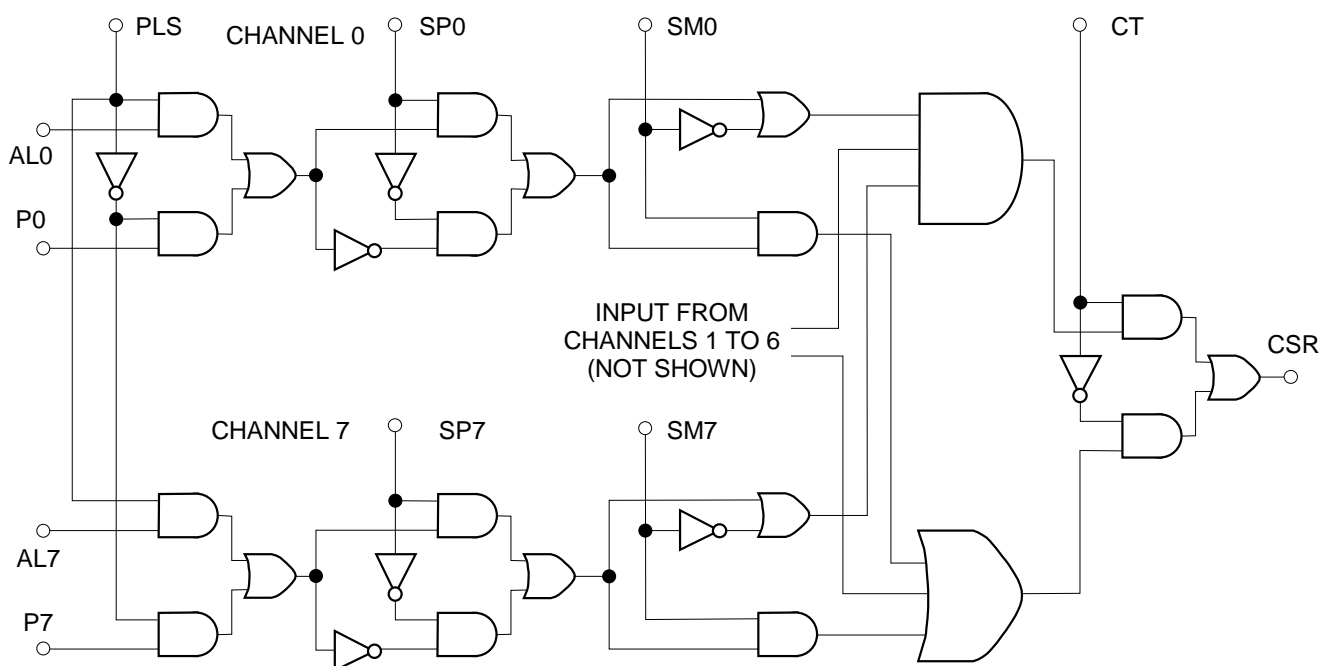 PLS
CHANNEL 0
SP0
SM0
CT
AL0
P0
INPUT FROM
CHANNELS 1 TO 6
(NOT SHOWN)
CSR
CHANNEL 7
SP7
SM7
AL7
P7